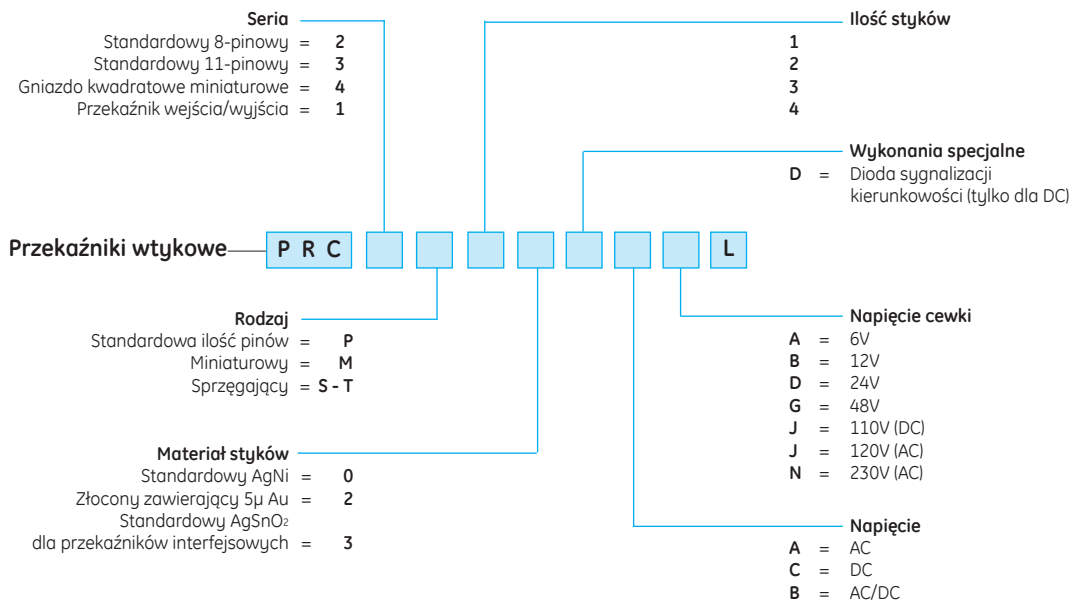 Seria
Standardowy 8-pinowy = 2
Standardowy 11-pinowy = 3
Gniazdo kwadratowe miniaturowe = 4
Przekaźnik wejścia/wyjścia = 1
Ilość styków
1
2
3
4
Wykonania specjalne
D = Dioda sygnalizacji
kierunkowości (tylko dla DC)
Przekaźniki wtykowe P R C L
Rodzaj
Standardowa ilość pinów = P
Miniaturowy = M
Sprzęgający = S - T
Materiał styków
Standardowy AgNi = 0
Złocony zawierający 5µ Au = 2
Standardowy AgSnO2
dla przekaźników interfejsowych = 3
Napięcie cewki
A = 6V
B = 12V
D = 24V
G = 48V
J = 110V (DC)
J = 120V (AC)
N = 230V (AC)
Napięcie
A = AC
C = DC
B = AC/DC